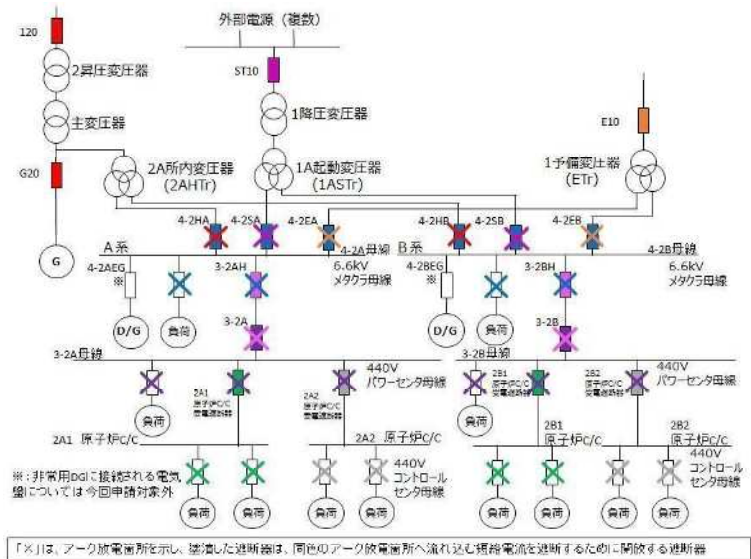 外部電源（複数）
120
ST10
2昇圧変圧器
1降圧変圧器
E10
主変圧器
1予備変圧器
(ETr)
G20
2A所内変圧器
(2AHTr)
1A起動変圧器
(1ASTr)
4-2HA
4-2SA
4-2EA
4-2HB
4-2SB
4-2EB
G
A系
4-2A母線
B系
4-2B母線
4-2AEG
※
3-2AH
6.6kV
メタクラ母線
4-2BEG
※
3-2BH
6.6kV
メタクラ母線
D/G
負荷
3-2A
D/G
負荷
3-2B
3-2A母線
3-2B母線
440V
パワーセンタ母線
440V
パワーセンタ母線
2A1
原子炉C/C
受電遮断器
2A2
原子炉C/C
受電遮断器
2B1
原子炉C/C
受電遮断器
2B2
原子炉C/C
受電遮断器
負荷
負荷
2A1 原子炉C/C
2A2 原子炉C/C
2B1
原子炉C/C
2B2
原子炉C/C
※：非常用DGに接続される電気
盤については今回申請対象外
440V
コントロール
センタ母線
440V
コントロール
センタ母線
負荷
負荷
負荷
負荷
負荷
負荷
負荷
負荷
「×」は、アーク放電箇所を示し、塗潰した遮断器は、同色のアーク放電箇所へ流れ込む短絡電流を遮断するために開放する遮断器